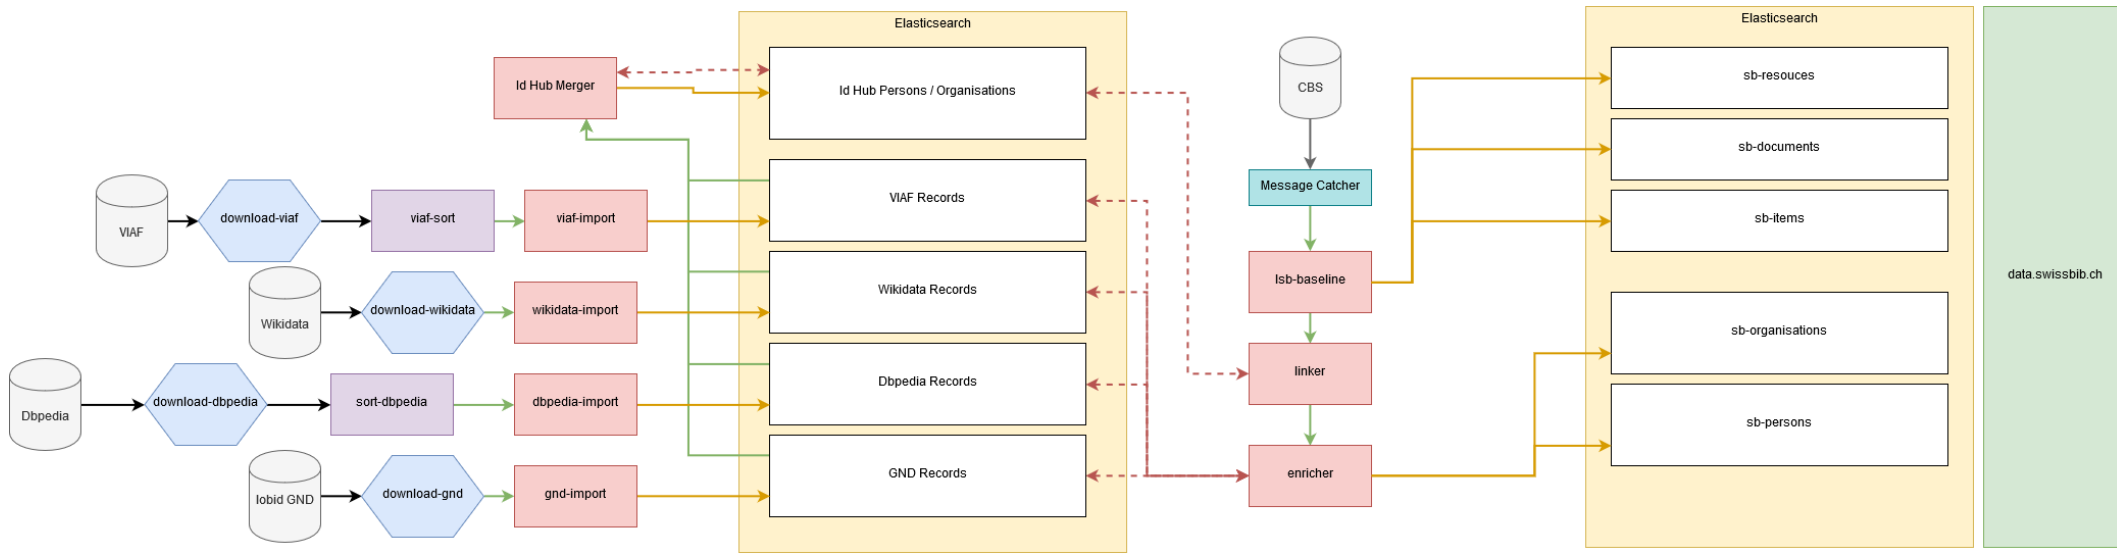 Elasticsearch
Elasticsearch
Id Hub Merger
Id Hub Persons / Organisations
CBS
sb-resouces
sb-documents
Message Catcher
VIAF
download-viaf
viaf-sort
viaf-import
VIAF Records
sb-items
lsb-baseline
data.swissbib.ch
Wikidata
download-wikidata
wikidata-import
Wikidata Records
sb-organisations
linker
Dbpedia
download-dbpedia
sort-dbpedia
dbpedia-import
Dbpedia Records
sb-persons
lobid GND
download-gnd
gnd-import
GND Records
enricher